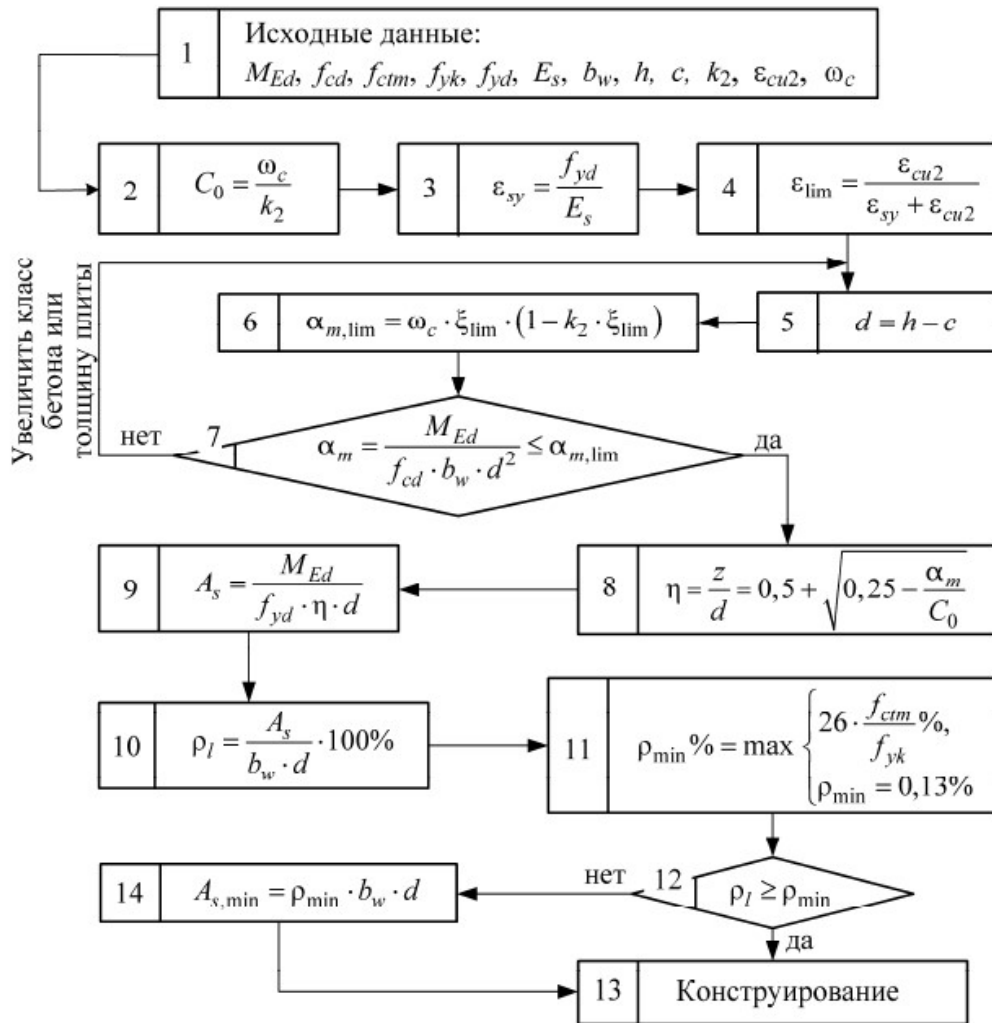 1
Исходные данные:
M_Ed, f_cd, f_ctm, f_yk, f_yd, E_s, b_w, h, c, k_2, ε_cu2, ω_c
2
C_0 = ω_c / k_2
3
ε_sy = f_yd / E_s
4
ε_lim = ε_cu2 / (ε_sy + ε_cu2)
Увеличить класс
бетона или
толщину плиты
6
α_m,lim = ω_c · ξ_lim · (1 − k_2 · ξ_lim)
5
d = h − c
нет
7
α_m = M_Ed / (f_cd · b_w · d²) ≤ α_m,lim
да
9
A_s = M_Ed / (f_yd · η · d)
8
η = z / d = 0,5 + √(0,25 − α_m / C_0)
10
ρ_l = A_s / (b_w · d) · 100%
11
ρ_min % = max { 26 · f_ctm / f_yk %,
ρ_min = 0,13%
14
A_s,min = ρ_min · b_w · d
нет
12
ρ_l ≥ ρ_min
да
13
Конструирование